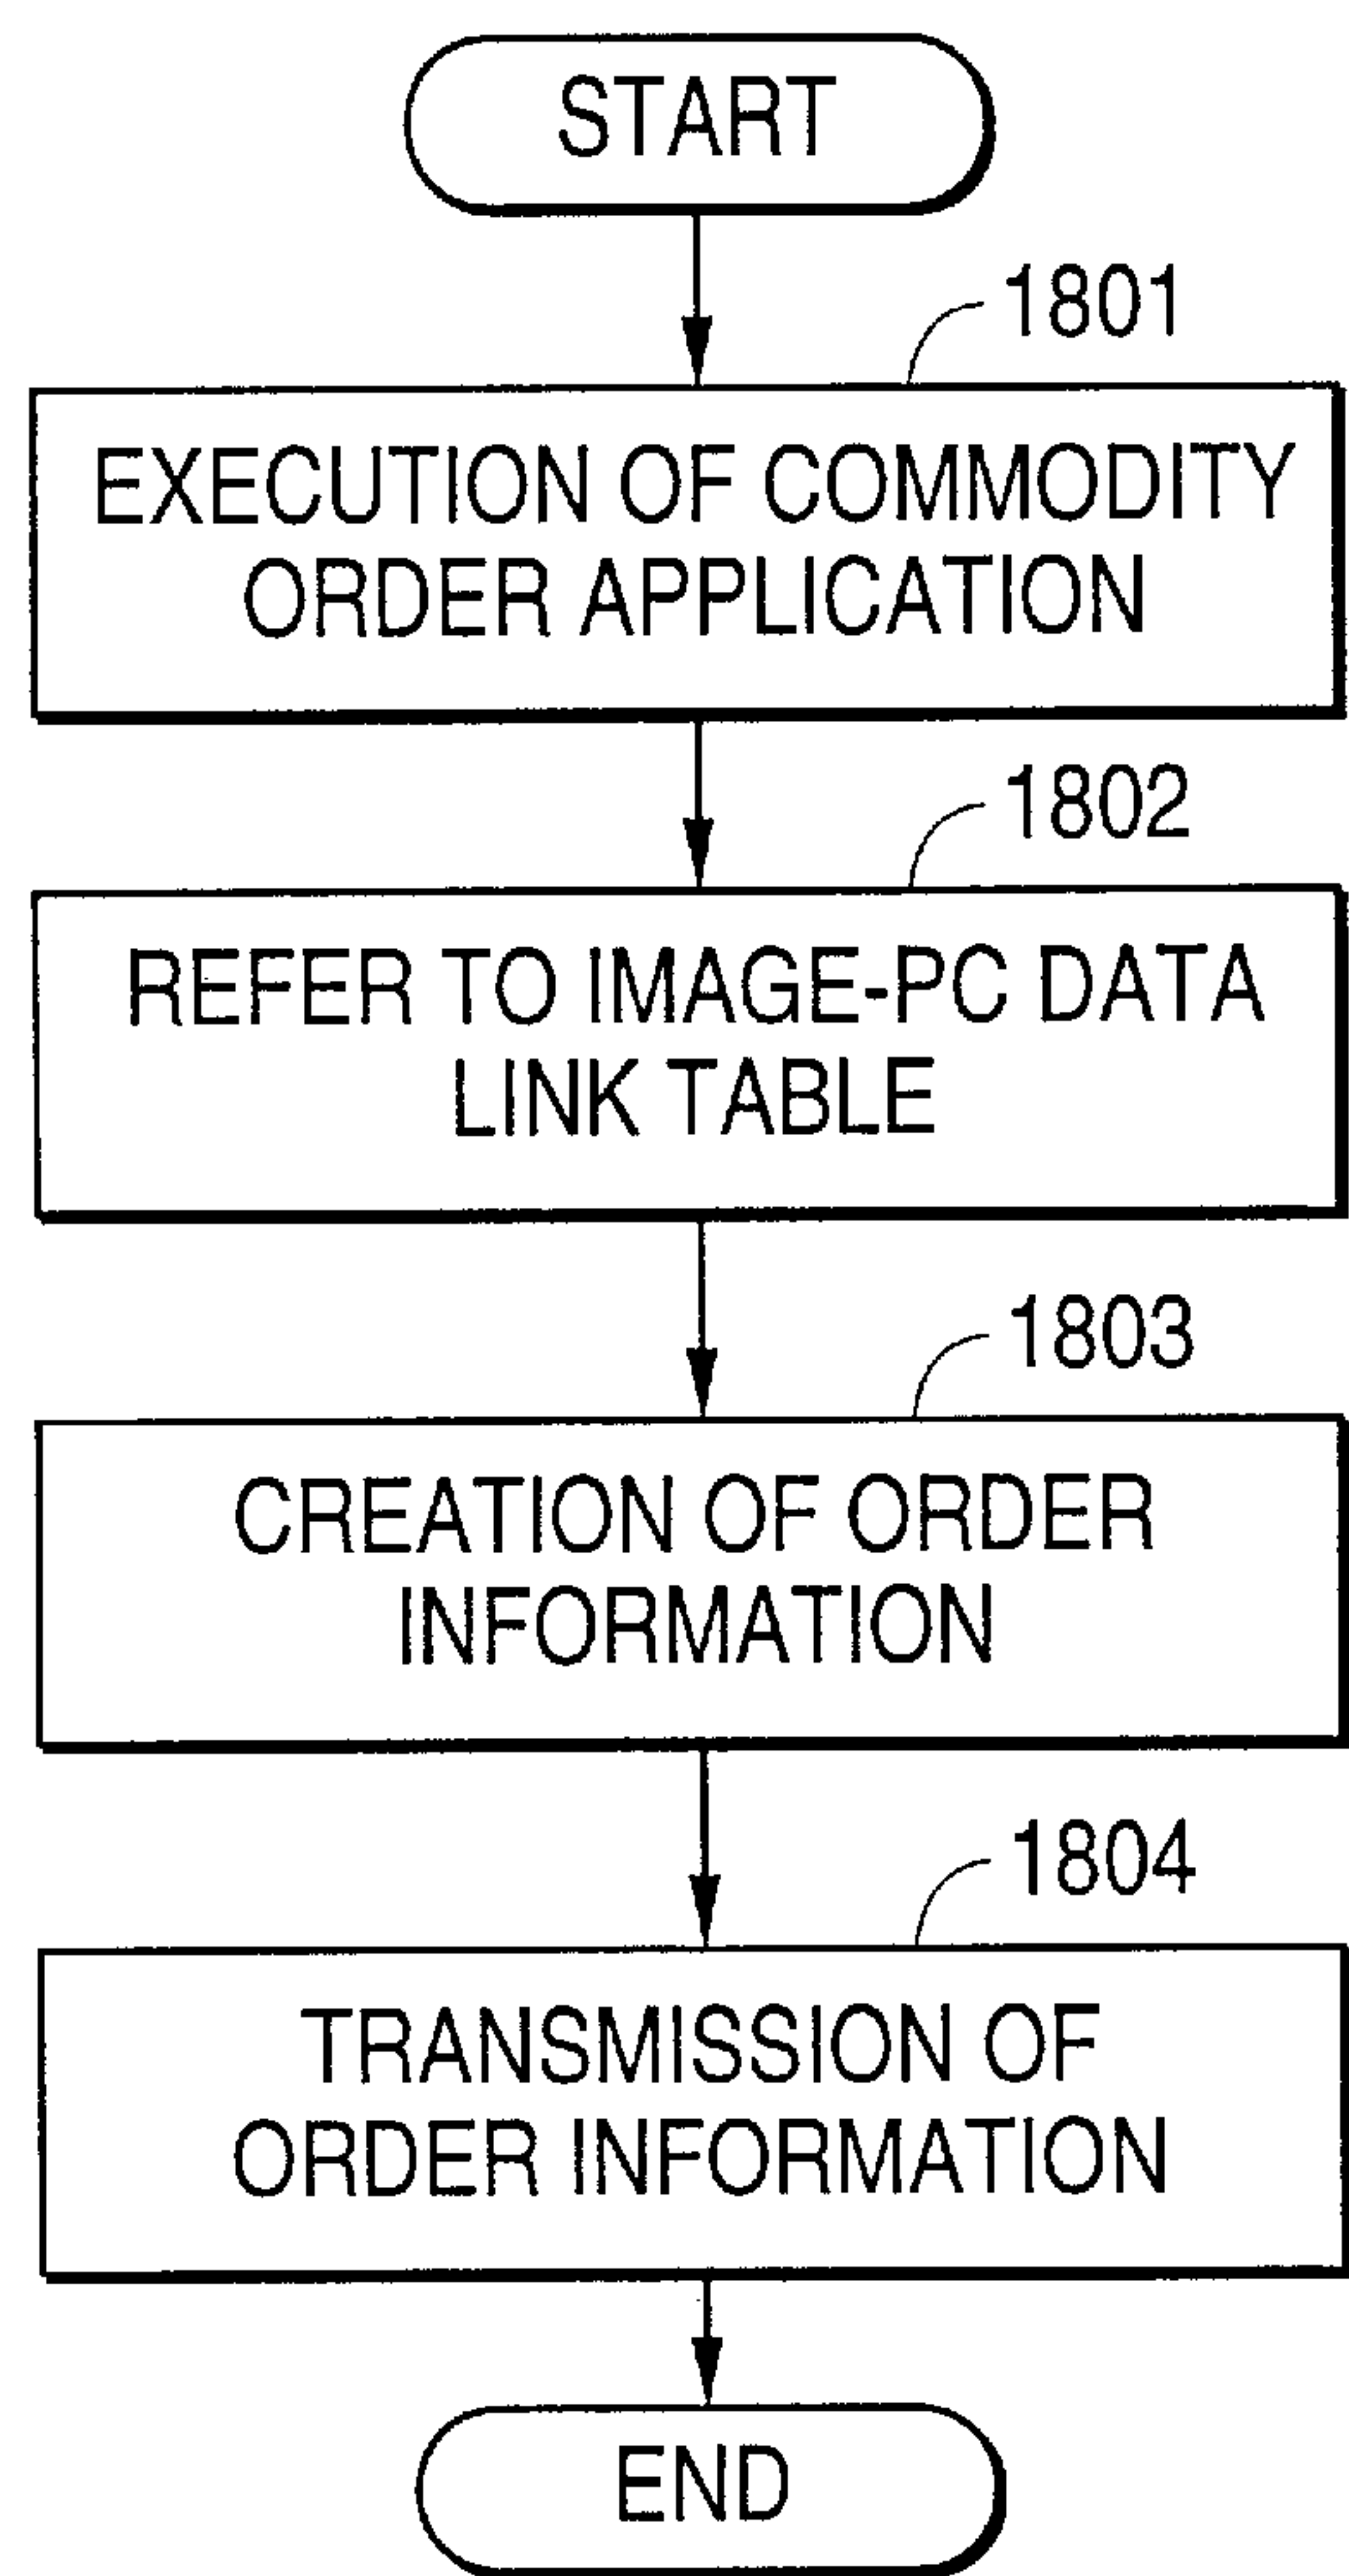 START
1801
EXECUTION OF COMMODITY
ORDER APPLICATION
1802
REFER TO IMAGE-PC DATA
LINK TABLE
1803
CREATION OF ORDER
INFORMATION
1804
TRANSMISSION OF
ORDER INFORMATION
END